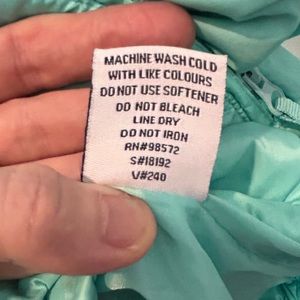 MACHINE WASH COLD
WITH LIKE COLOURS
DO NOT USE SOFTENER
DO NOT BLEACH
LINE DRY
DO NOT IRON
RN#98572
S#18192
V#240